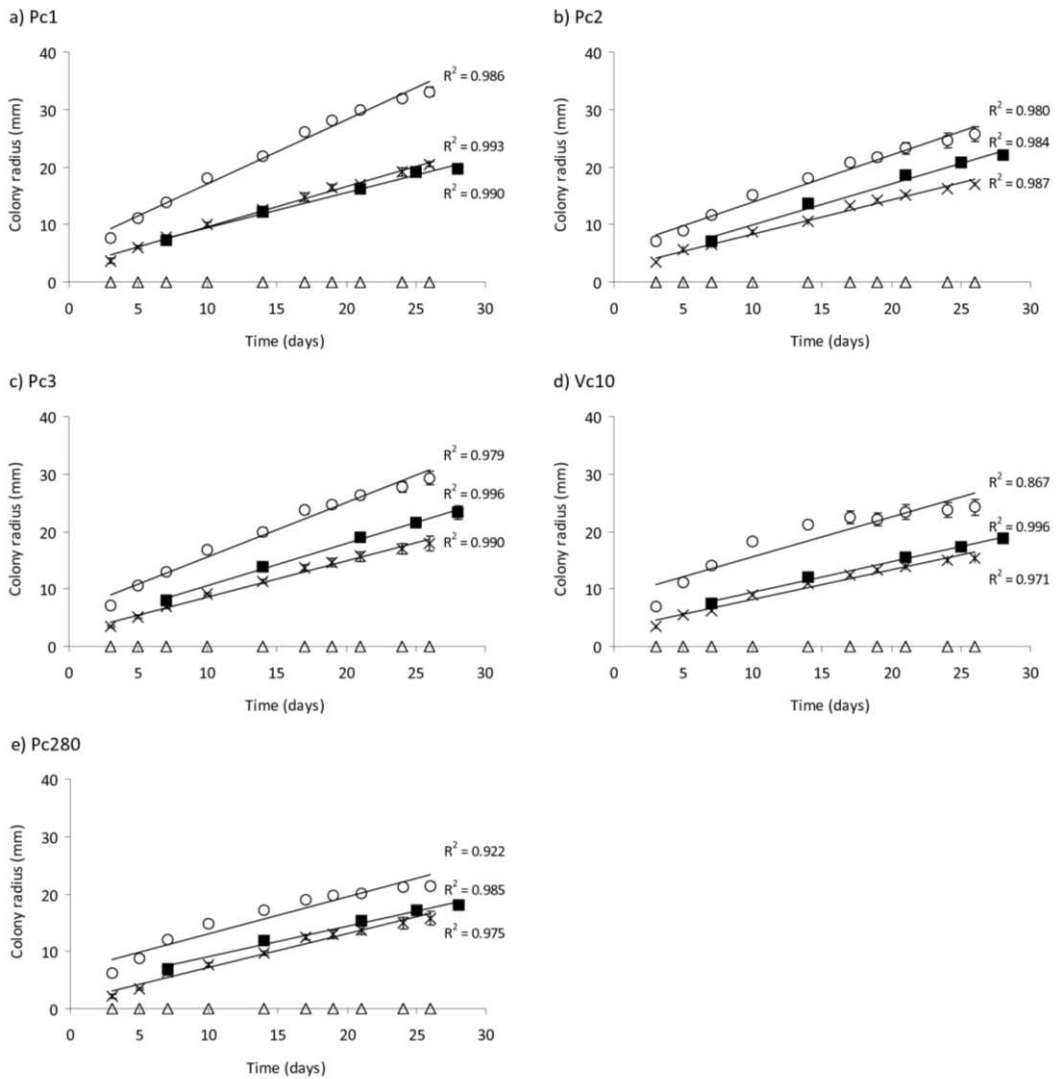 a) Pc1
b) Pc2
40
30
20
10
0
Colony radius (mm)
R² = 0.986
R² = 0.993
R² = 0.990
0 5 10 15 20 25 30
Time (days)
40
30
20
10
0
Colony radius (mm)
R² = 0.980
R² = 0.984
R² = 0.987
0 5 10 15 20 25 30
Time (days)
c) Pc3
d) Vc10
40
30
20
10
0
Colony radius (mm)
R² = 0.979
R² = 0.996
R² = 0.990
0 5 10 15 20 25 30
Time (days)
40
30
20
10
0
Colony radius (mm)
R² = 0.867
R² = 0.996
R² = 0.971
0 5 10 15 20 25 30
Time (days)
e) Pc280
40
30
20
10
0
Colony radius (mm)
R² = 0.922
R² = 0.985
R² = 0.975
0 5 10 15 20 25 30
Time (days)